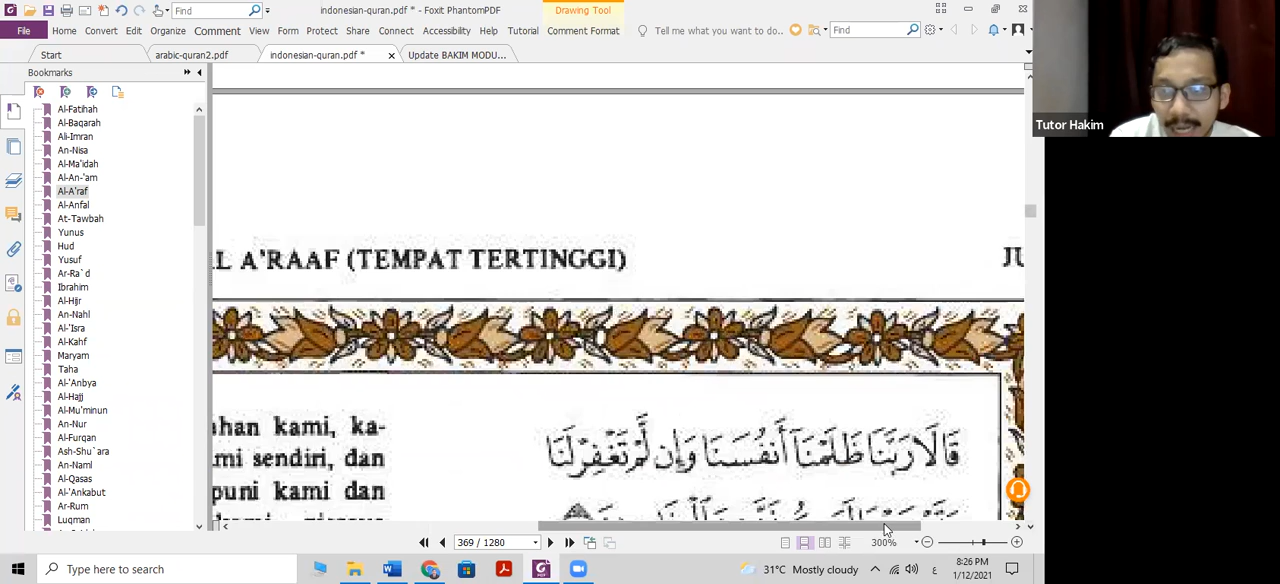 indonesian-quran.pdf * - Foxit PhantomPDF
Drawing Tool
Find
File
Home
Convert
Edit
Organize
Comment
View
Form
Protect
Share
Connect
Accessibility
Help
Tutorial
Comment Format
Tell me what you want to do..
Find
Start
arabic-quran2.pdf
indonesian-quran.pdf *
Update BAKIM MODU...
Bookmarks
Al-Fatihah
Al-Baqarah
Ali-Imran
An-Nisa
Al-Ma'idah
Al-An-'am
Al-A'raf
Al-Anfal
At-Tawbah
Yunus
Hud
Yusuf
Ar-Ra`d
Ibrahim
Al-Hijr
An-Nahl
Al-'Isra
Al-Kahf
Maryam
Taha
Al-'Anbya
Al-Hajj
Al-Mu'minun
An-Nur
Al-Furqan
Ash-Shu`ara
An-Naml
Al-Qasas
Al-'Ankabut
Ar-Rum
Luqman
Tutor Hakim
L A'RAAF (TEMPAT TERTINGGI)
JU
ahan kami, ka-
mi sendiri, dan
puni kami dan
قَالَا رَبَّنَا ظَلَمْنَآ أَنفُسَنَا وَإِن لَّمْ تَغْفِرْ لَنَا
369 / 1280
300%
Type here to search
31°C Mostly cloudy
ع
8:26 PM
1/12/2021